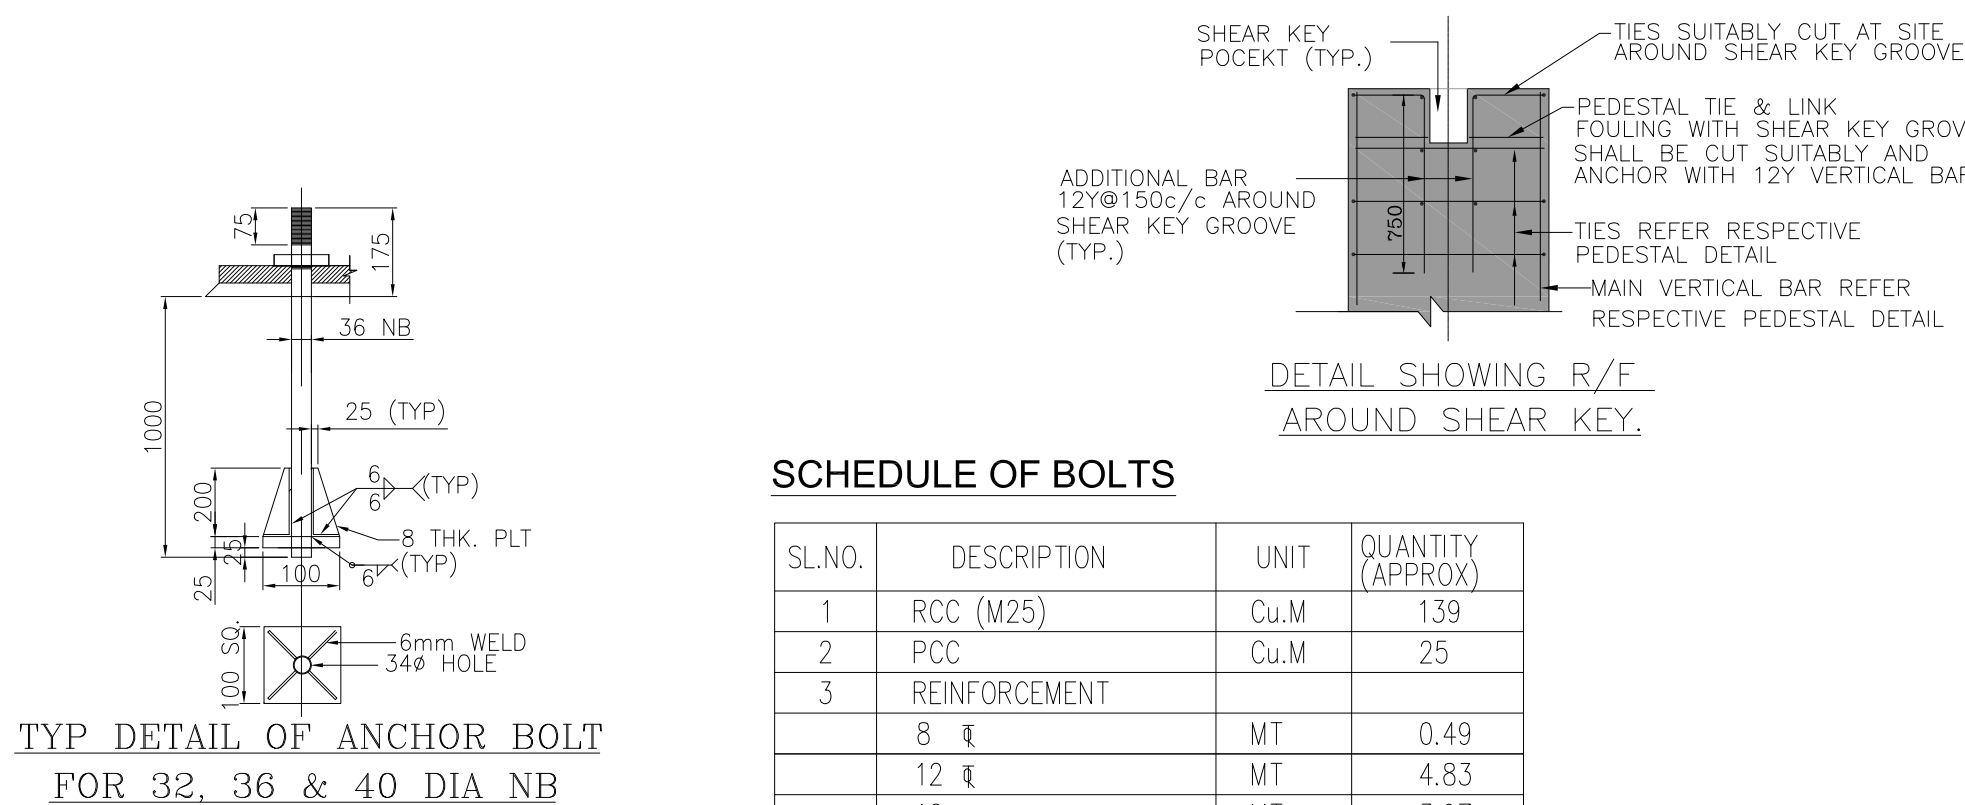 75
175
36 NB
1000
25 (TYP)
200
6
6
(TYP)
8 THK. PLT
25
25
6
(TYP)
100
100 SQ.
6mm WELD
34ø HOLE
TYP DETAIL OF ANCHOR BOLT
FOR 32, 36 & 40 DIA NB
SHEAR KEY
POCEKT (TYP.)
TIES SUITABLY CUT AT SITE
AROUND SHEAR KEY GROOVE
PEDESTAL TIE & LINK
FOULING WITH SHEAR KEY GROV
SHALL BE CUT SUITABLY AND
ANCHOR WITH 12Y VERTICAL BAR
ADDITIONAL BAR
12Y@150c/c AROUND
SHEAR KEY GROOVE
(TYP.)
750
TIES REFER RESPECTIVE
PEDESTAL DETAIL
MAIN VERTICAL BAR REFER
RESPECTIVE PEDESTAL DETAIL
DETAIL SHOWING R/F
AROUND SHEAR KEY.
SCHEDULE OF BOLTS
SL.NO. DESCRIPTION UNIT QUANTITY (APPROX)
1 RCC (M25) Cu.M 139
2 PCC Cu.M 25
3 REINFORCEMENT
8 MT 0.49
12 MT 4.83